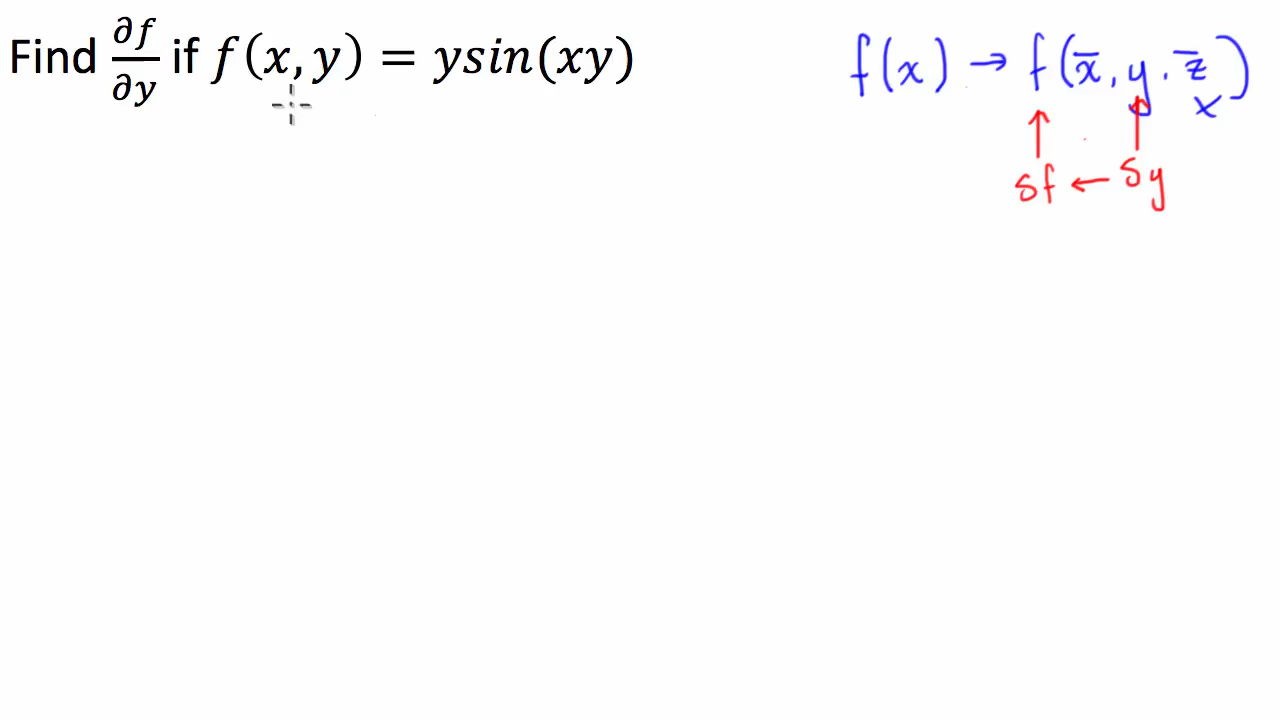 Find ∂f/∂y if f(x,y) = ysin(xy)
f(x) → f(x̄, y, z̄)
x
δf ← δy